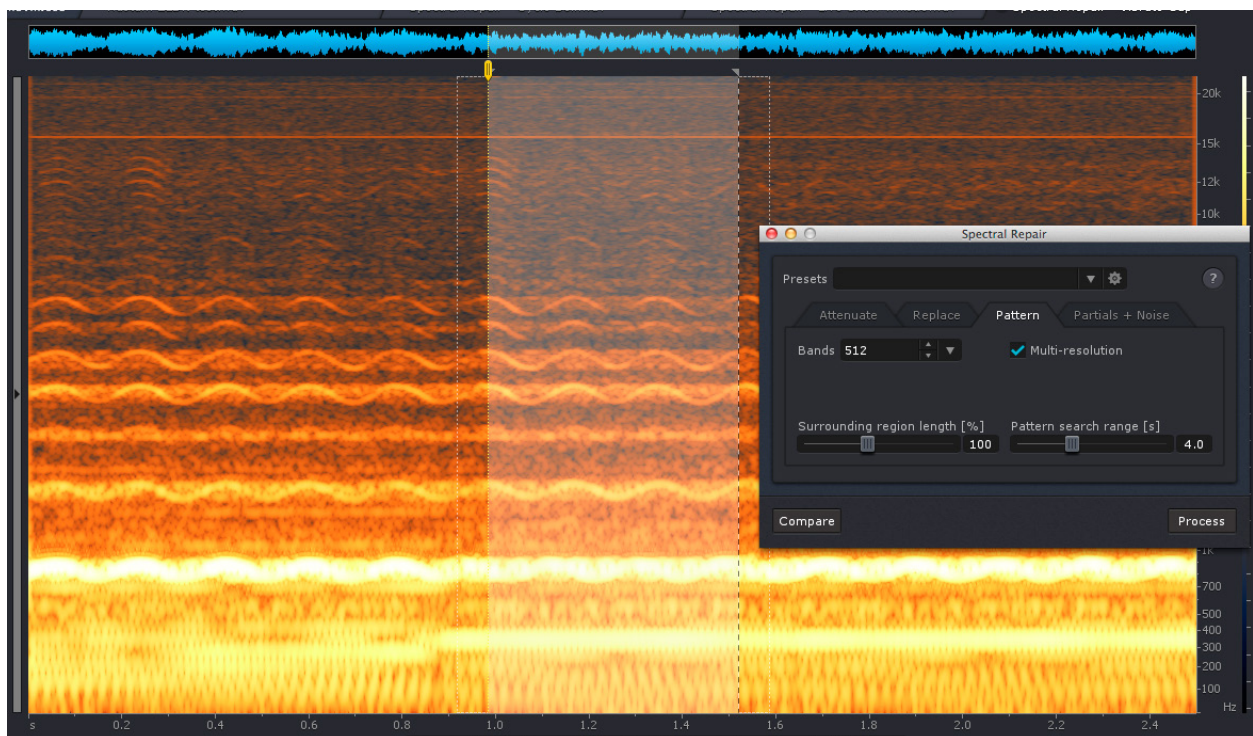 20k
15k
12k
10k
Spectral Repair
Presets
?
Attenuate Replace Pattern Partials + Noise
Bands 512 Multi-resolution
Surrounding region length [%] Pattern search range [s]
100 4.0
Compare Process
1k
700
500
400
300
200
100
Hz
s 0.2 0.4 0.6 0.8 1.0 1.2 1.4 1.6 1.8 2.0 2.2 2.4